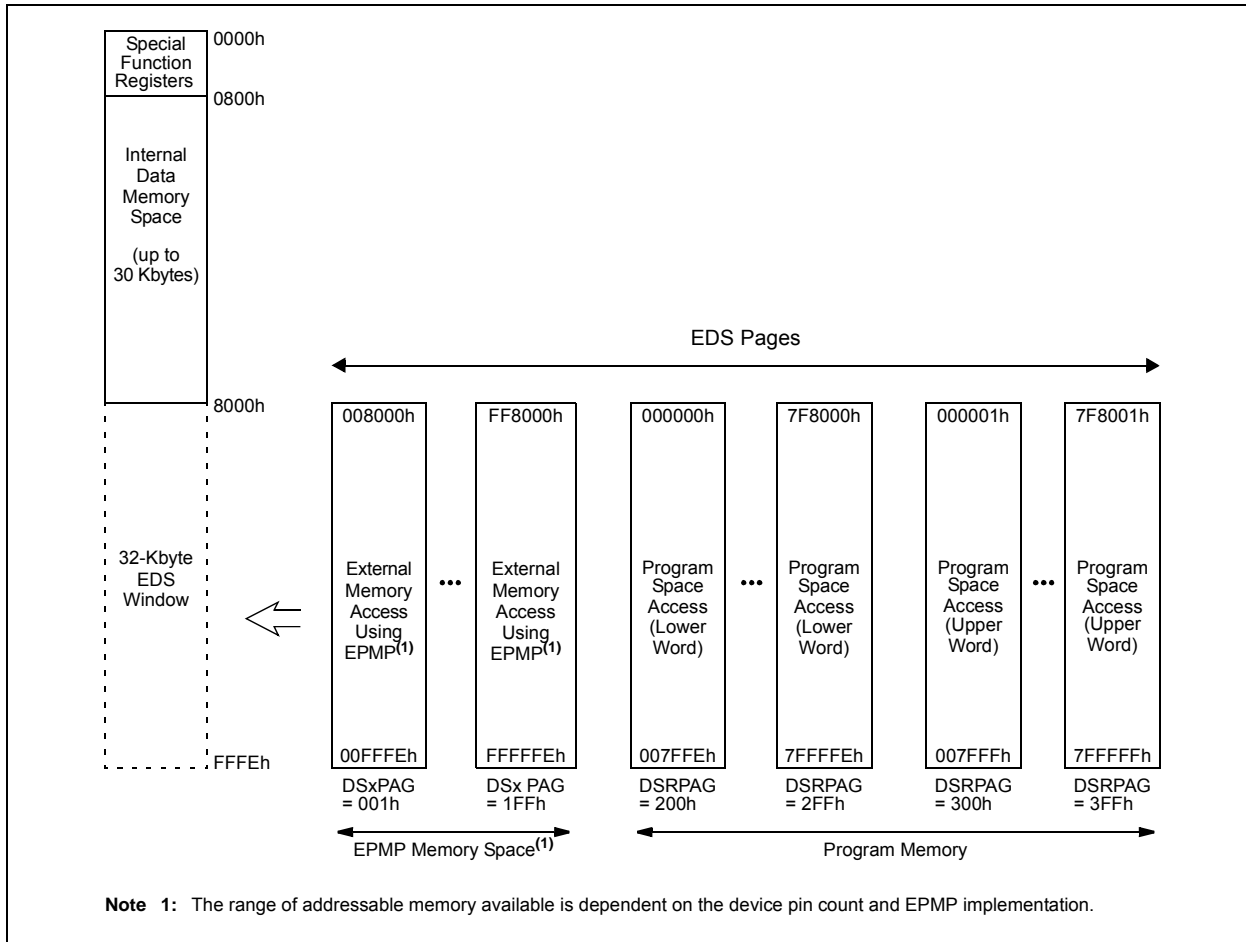 Special
Function
Registers
0000h
0800h
Internal
Data
Memory
Space
(up to
30 Kbytes)
8000h
32-Kbyte
EDS
Window
FFFEh
EDS Pages
008000h
External
Memory
Access
Using
EPMP(1)
00FFFEh
DSxPAG
= 001h
•••
FF8000h
External
Memory
Access
Using
EPMP(1)
FFFFFEh
DSx PAG
= 1FFh
000000h
Program
Space
Access
(Lower
Word)
007FFEh
DSRPAG
= 200h
•••
7F8000h
Program
Space
Access
(Lower
Word)
7FFFFEh
DSRPAG
= 2FFh
000001h
Program
Space
Access
(Upper
Word)
007FFFh
DSRPAG
= 300h
•••
7F8001h
Program
Space
Access
(Upper
Word)
7FFFFFh
DSRPAG
= 3FFh
EPMP Memory Space(1)
Program Memory
Note 1: The range of addressable memory available is dependent on the device pin count and EPMP implementation.